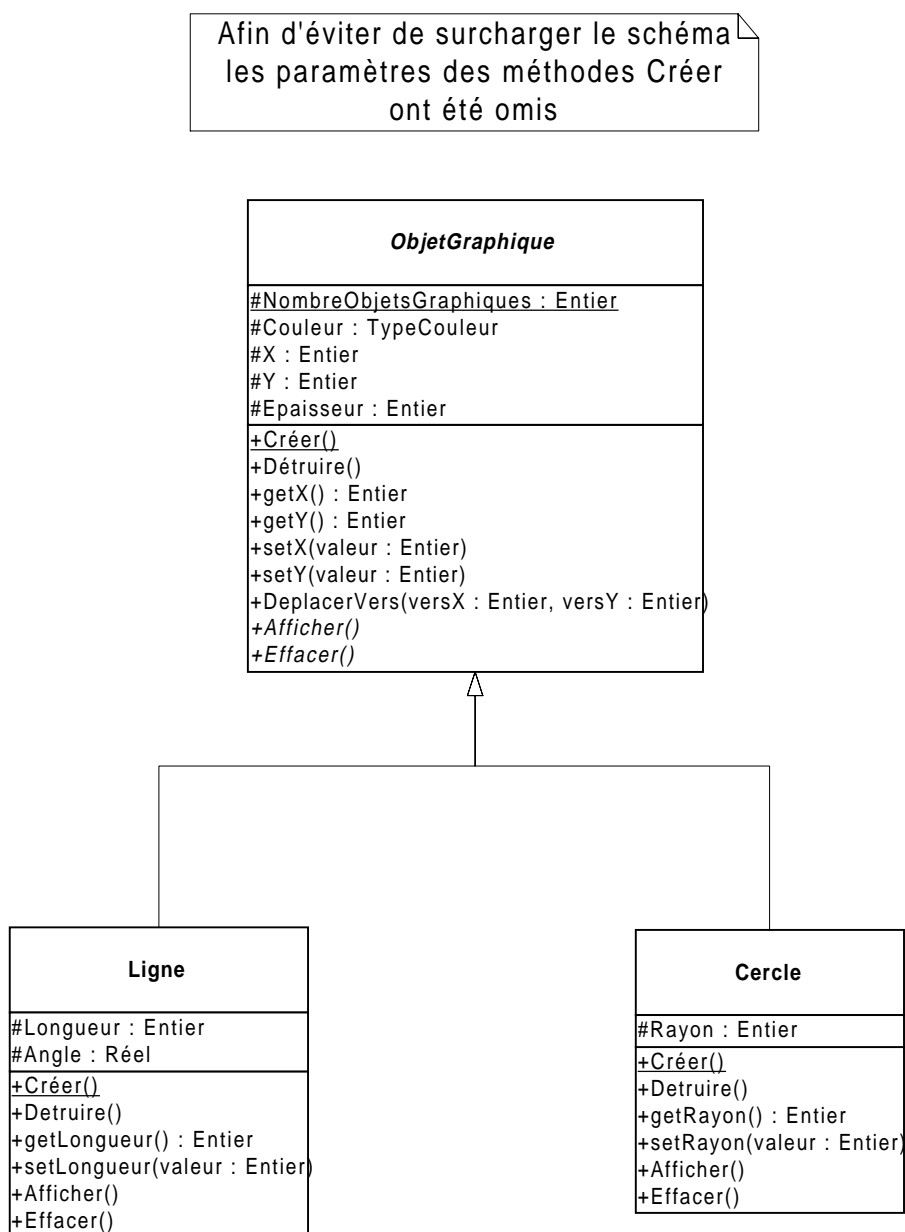 Afin d'éviter de surcharger le schéma
les paramètres des méthodes Créer
ont été omis
ObjetGraphique
#NombreObjetsGraphiques : Entier
#Couleur : TypeCouleur
#X : Entier
#Y : Entier
#Epaisseur : Entier
+Créer()
+Détruire()
+getX() : Entier
+getY() : Entier
+setX(valeur : Entier)
+setY(valeur : Entier)
+DeplacerVers(versX : Entier, versY : Entier)
+Afficher()
+Effacer()
Ligne
#Longueur : Entier
#Angle : Réel
+Créer()
+Detruire()
+getLongueur() : Entier
+setLongueur(valeur : Entier)
+Afficher()
+Effacer()
Cercle
#Rayon : Entier
+Créer()
+Detruire()
+getRayon() : Entier
+setRayon(valeur : Entier)
+Afficher()
+Effacer()